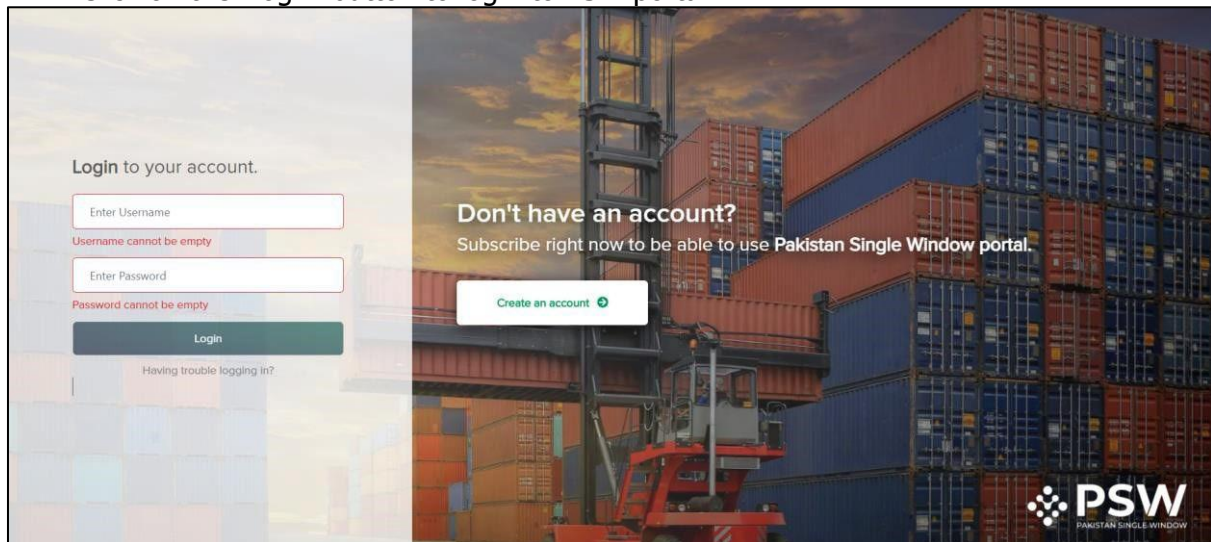 Login to your account.
Enter Username
Username cannot be empty
Enter Password
Password cannot be empty
Login
Having trouble logging in?
Don't have an account?
Subscribe right now to be able to use Pakistan Single Window portal.
Create an account
PSW
PAKISTAN SINGLE WINDOW